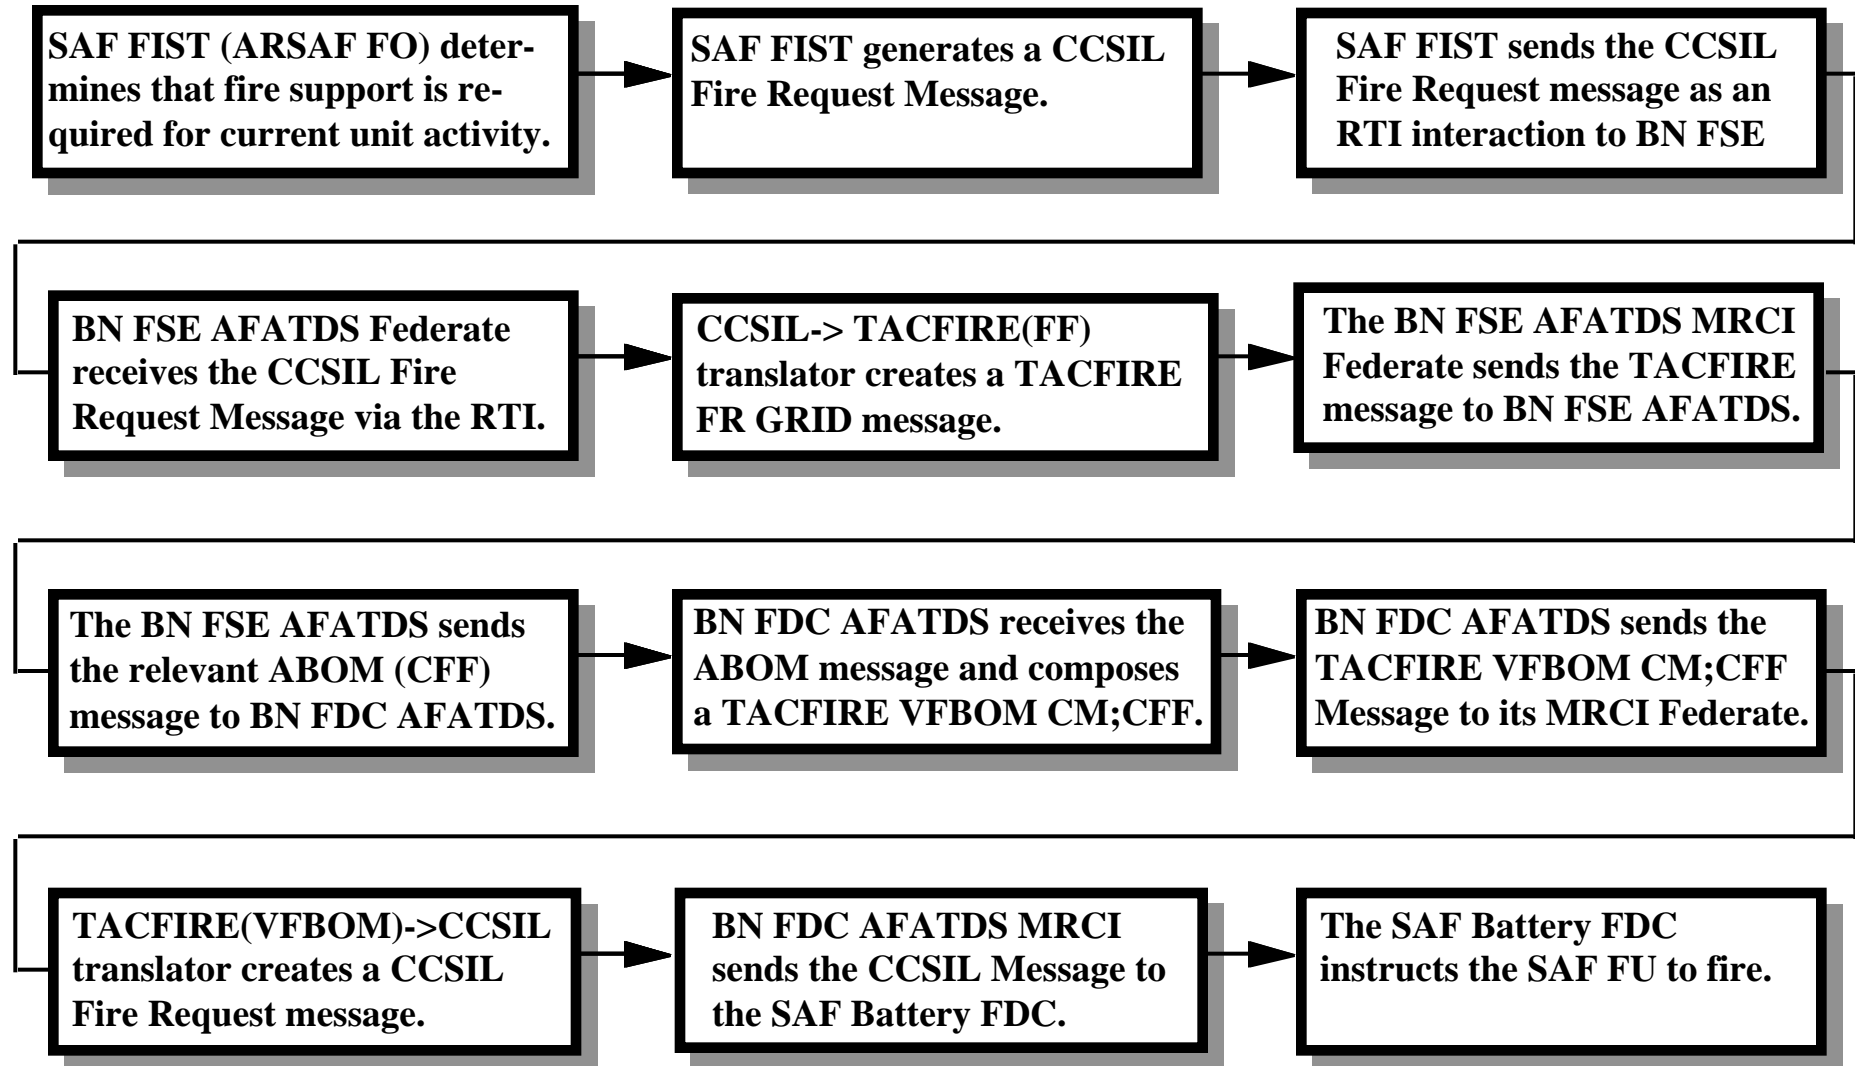 SAF FIST (ARSAF FO) deter-
mines that fire support is re-
quired for current unit activity.
SAF FIST generates a CCSIL
Fire Request Message.
SAF FIST sends the CCSIL
Fire Request message as an
RTI interaction to BN FSE
BN FSE AFATDS Federate
receives the CCSIL Fire
Request Message via the RTI.
CCSIL-> TACFIRE(FF)
translator creates a TACFIRE
FR GRID message.
The BN FSE AFATDS MRCI
Federate sends the TACFIRE
message to BN FSE AFATDS.
The BN FSE AFATDS sends
the relevant ABOM (CFF)
message to BN FDC AFATDS.
BN FDC AFATDS receives the
ABOM message and composes
a TACFIRE VFBOM CM;CFF.
BN FDC AFATDS sends the
TACFIRE VFBOM CM;CFF
Message to its MRCI Federate.
TACFIRE(VFBOM)->CCSIL
translator creates a CCSIL
Fire Request message.
BN FDC AFATDS MRCI
sends the CCSIL Message to
the SAF Battery FDC.
The SAF Battery FDC
instructs the SAF FU to fire.